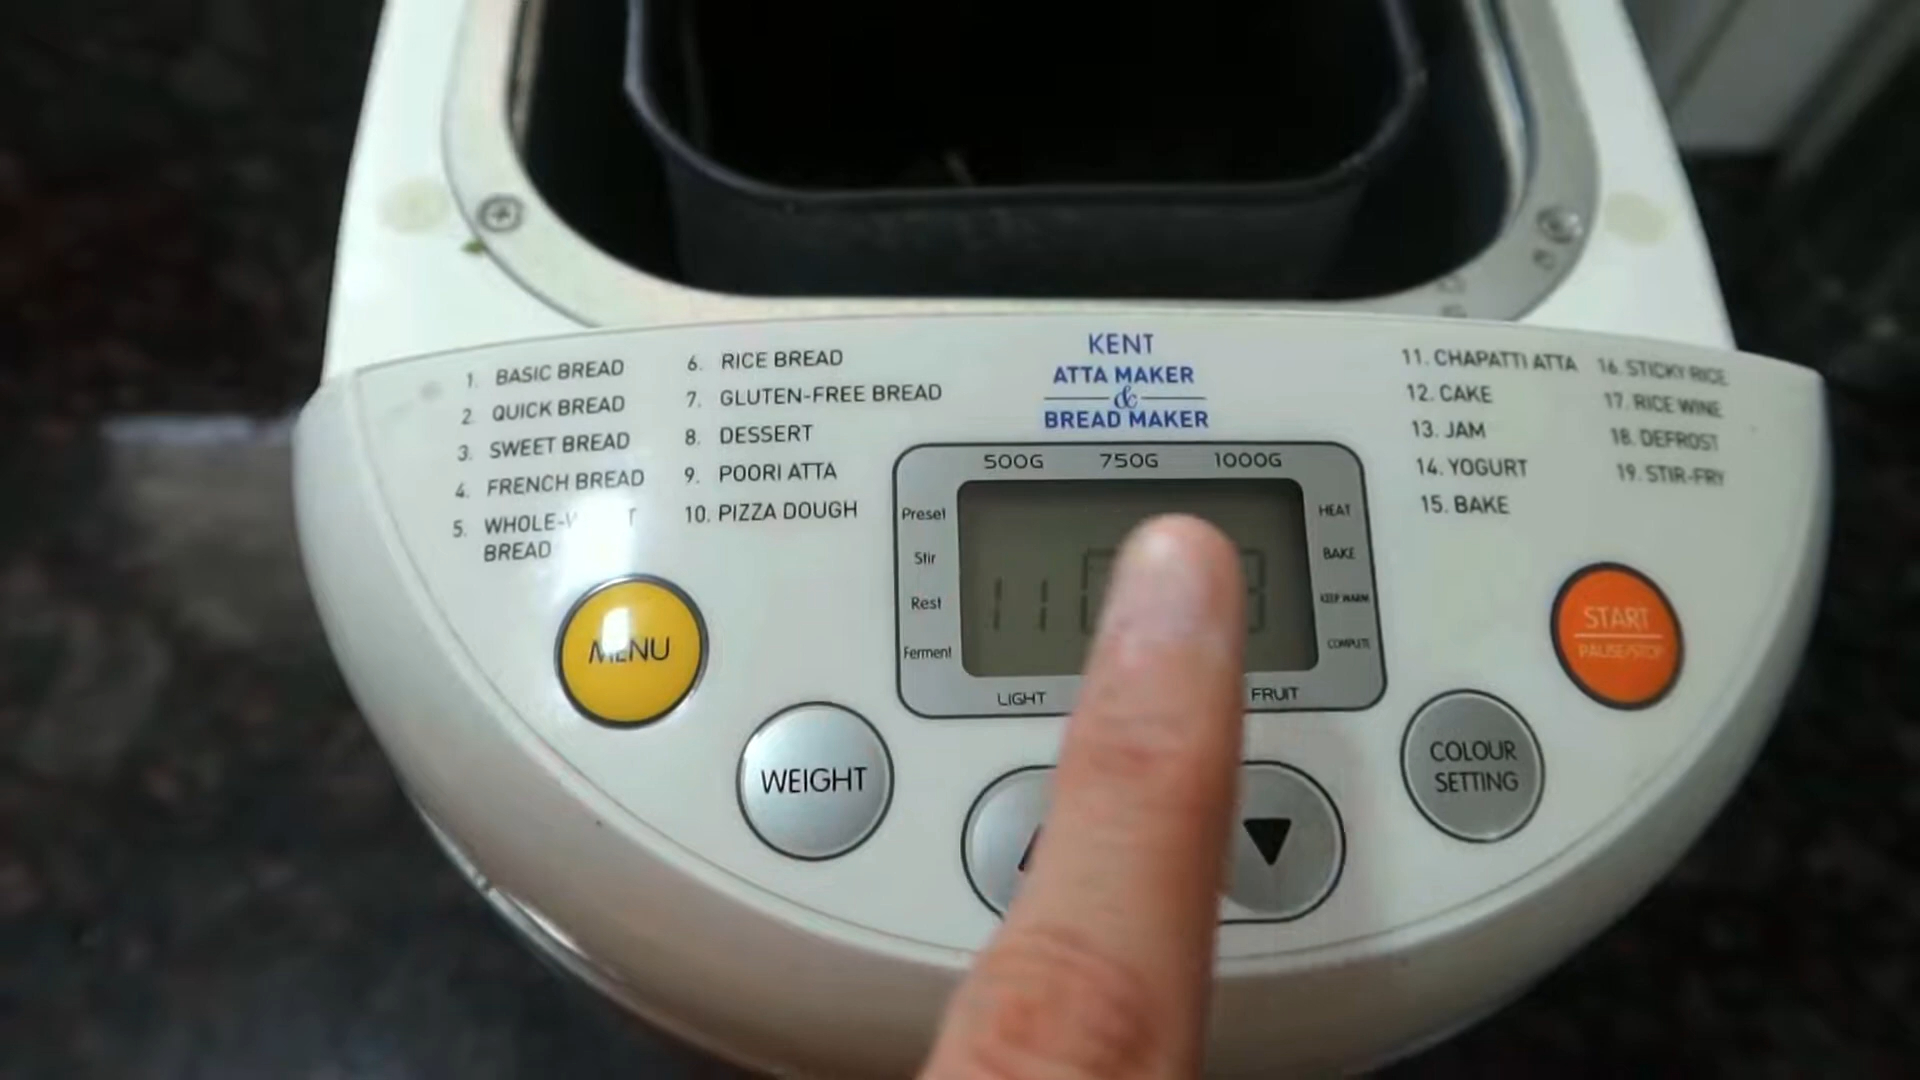 1. BASIC BREAD
2. QUICK BREAD
3. SWEET BREAD
4. FRENCH BREAD
5. WHOLE-
BREAD
6. RICE BREAD
7. GLUTEN-FREE BREAD
8. DESSERT
9. POORI ATTA
10. PIZZA DOUGH
KENT
ATTA MAKER
&
BREAD MAKER
500G 750G 1000G
Preset
Stir
Rest
Ferment
11
HEAT
BAKE
KEEP WARM
COMPLETE
LIGHT FRUIT
11. CHAPATTI ATTA
12. CAKE
13. JAM
14. YOGURT
15. BAKE
16. STICKY RICE
17. RICE WINE
18. DEFROST
19. STIR-FRY
MENU
WEIGHT
COLOUR
SETTING
START
PAUSE/STOP